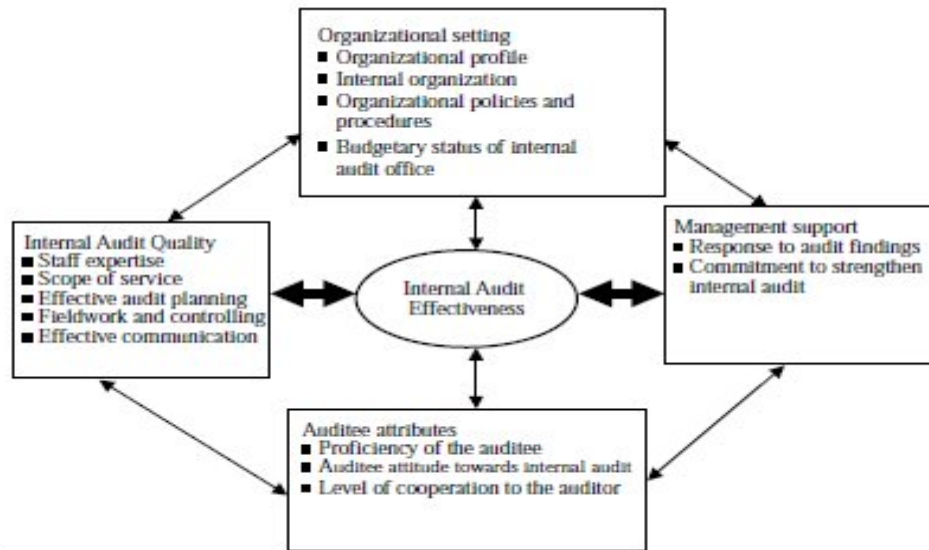 Organizational setting
■ Organizational profile
■ Internal organization
■ Organizational policies and
procedures
■ Budgetary status of internal
audit office
Internal Audit Quality
■ Staff expertise
■ Scope of service
■ Effective audit planning
■ Fieldwork and controlling
■ Effective communication
Internal Audit
Effectiveness
Management support
■ Response to audit findings
■ Commitment to strengthen
internal audit
Auditee attributes
■ Proficiency of the auditee
■ Auditee attitude towards internal audit
■ Level of cooperation to the auditor